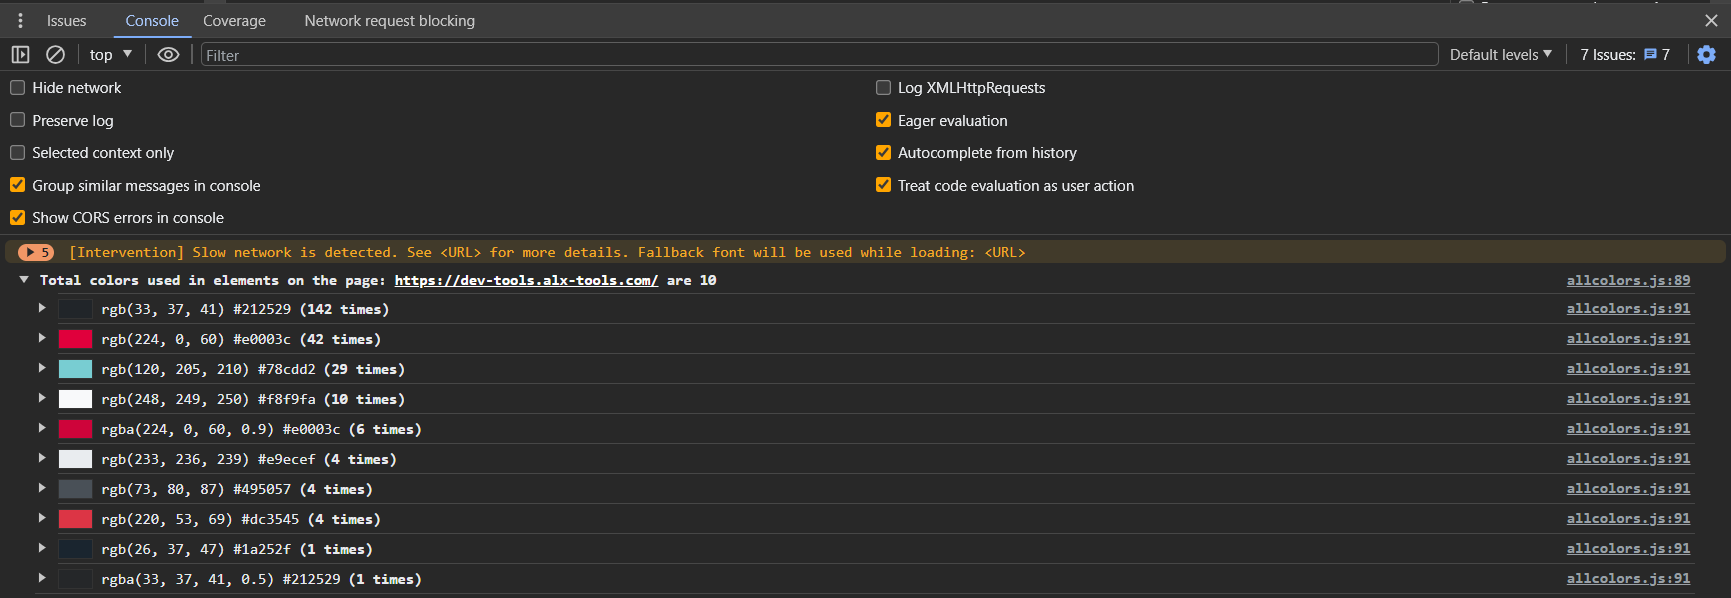 Issues Console Coverage Network request blocking
top Filter Default levels 7 Issues: 7
Hide network Log XMLHttpRequests
Preserve log Eager evaluation
Selected context only Autocomplete from history
Group similar messages in console Treat code evaluation as user action
Show CORS errors in console
5 [Intervention] Slow network is detected. See <URL> for more details. Fallback font will be used while loading: <URL>
Total colors used in elements on the page: https://dev-tools.alx-tools.com/ are 10 allcolors.js:89
rgb(33, 37, 41) #212529 (142 times) allcolors.js:91
rgb(224, 0, 60) #e0003c (42 times) allcolors.js:91
rgb(120, 205, 210) #78cdd2 (29 times) allcolors.js:91
rgb(248, 249, 250) #f8f9fa (10 times) allcolors.js:91
rgba(224, 0, 60, 0.9) #e0003c (6 times) allcolors.js:91
rgb(233, 236, 239) #e9ecef (4 times) allcolors.js:91
rgb(73, 80, 87) #495057 (4 times) allcolors.js:91
rgb(220, 53, 69) #dc3545 (4 times) allcolors.js:91
rgb(26, 37, 47) #1a252f (1 times) allcolors.js:91
rgba(33, 37, 41, 0.5) #212529 (1 times) allcolors.js:91